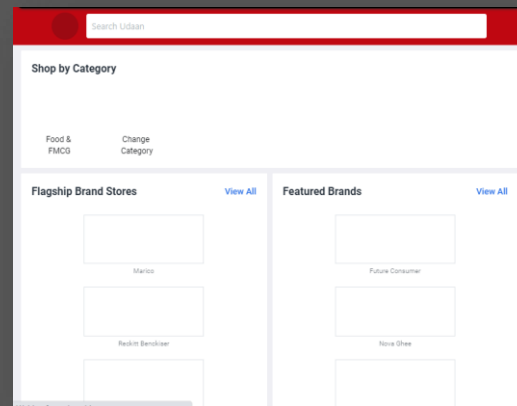 Search Udaan
Shop by Category
Food &
FMCG
Change
Category
Flagship Brand Stores
View All
Marico
Reckitt Benckiser
Featured Brands
View All
Future Consumer
Nova Ghee